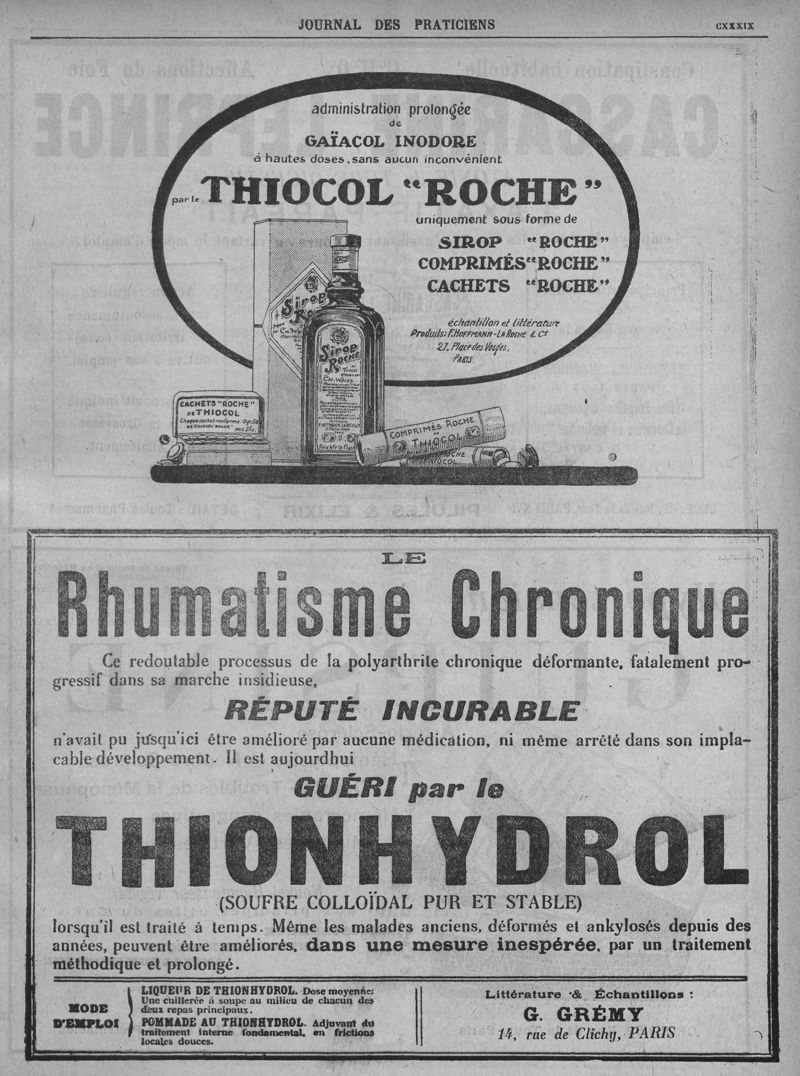 JOURNAL DES PRATICIENS
CXXXIX
administration prolongée
de
GAÏACOL INODORE
à hautes doses, sans aucun inconvénient
par le THIOCOL "ROCHE"
uniquement sous forme de
SIROP "ROCHE"
COMPRIMÉS "ROCHE"
CACHETS "ROCHE"
échantillon et littérature
Produits: F. HOFFMANN-LA ROCHE & Cº
21, Place des Vosges.
PARIS.
Sirop
Roche
Sirop
Roche
CACHETS "ROCHE"
DE THIOCOL
COMPRIMÉS ROCHE
THIOCOL
LE
Rhumatisme Chronique
Ce redoutable processus de la polyarthrite chronique déformante, fatalement pro-
gressif dans sa marche insidieuse,
RÉPUTÉ INCURABLE
n'avait pu jusqu'ici être amélioré par aucune médication, ni même arrêté dans son impla-
cable développement. Il est aujourdhui
GUÉRI par le
THIONHYDROL
(SOUFRE COLLOÏDAL PUR ET STABLE)
lorsqu'il est traité à temps. Même les malades anciens, déformés et ankylosés depuis des
années, peuvent être améliorés, dans une mesure inespérée, par un traitement
méthodique et prolongé.
MODE
D'EMPLOI
LIQUEUR DE THIONHYDROL. Dose moyenne:
Une cuillerée à soupe au milieu de chacun des
deux repas principaux.
POMMADE AU THIONHYDROL. Adjuvant du
traitement interne fondamental, en frictions
locales douces.
Littérature & Échantillons :
G. GRÉMY
14, rue de Clichy, PARIS